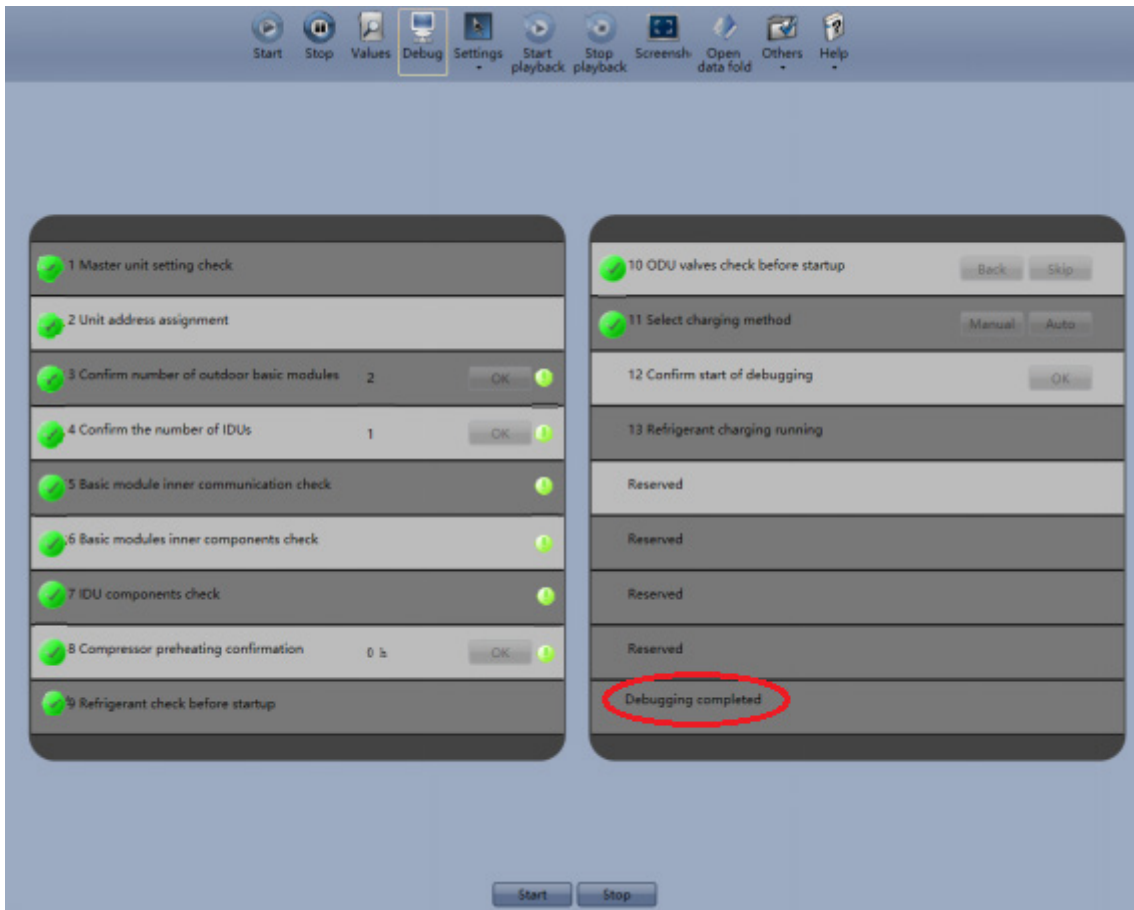 Start
Stop
Values
Debug
Settings
Start
playback
Stop
playback
Screensh
Open
data fold
Others
Help
1 Master unit setting check
2 Unit address assignment
3 Confirm number of outdoor basic modules 2 OK
4 Confirm the number of IDUs 1 OK
5 Basic module inner communication check
6 Basic modules inner components check
7 IDU components check
8 Compressor preheating confirmation 0 h OK
9 Refrigerant check before startup
10 ODU valves check before startup Back Skip
11 Select charging method Manual Auto
12 Confirm start of debugging OK
13 Refrigerant charging running
Reserved
Reserved
Reserved
Reserved
Debugging completed
Start Stop